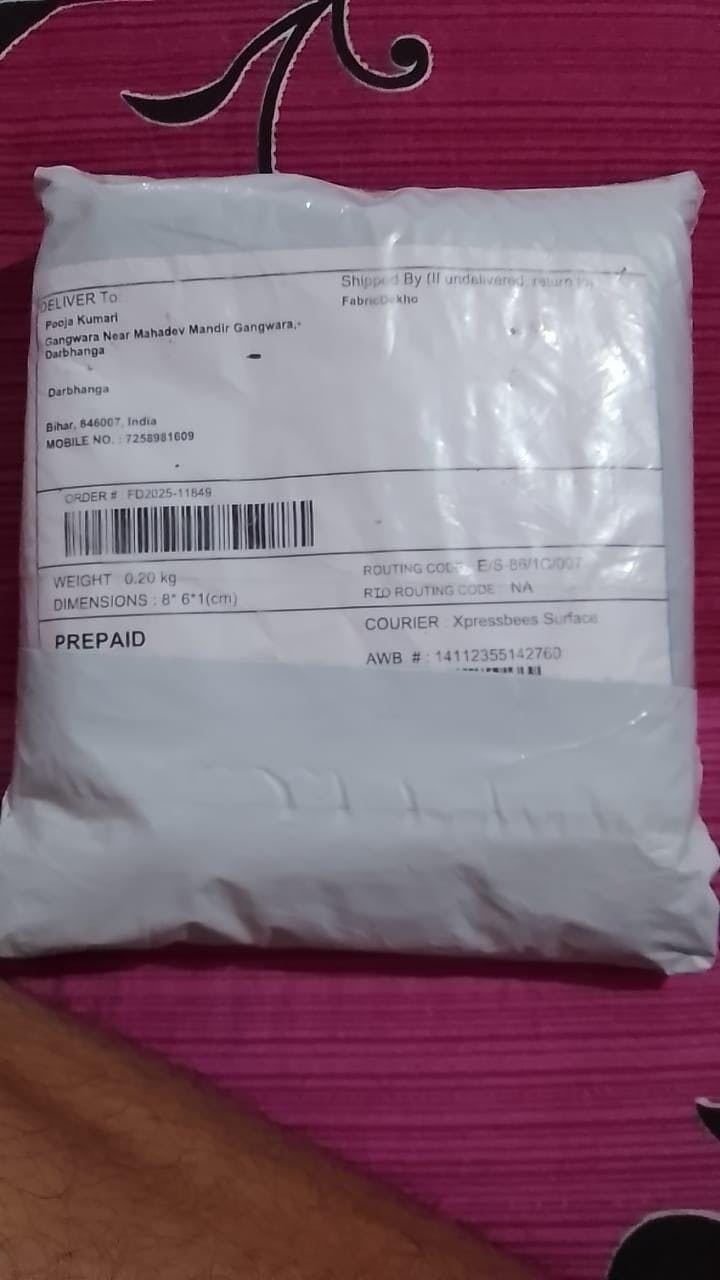 DELIVER To
Pooja Kumari
Gangwara Near Mahadev Mandir Gangwara,
Darbhanga
Darbhanga
Bihar, 846007, India
MOBILE NO. : 7258981609
Shipped By (If undelivered, return to)
FabricDekho
ORDER # : FD2025-11849
WEIGHT 0.20 kg
DIMENSIONS : 8* 6*1(cm)
ROUTING CODE
RTO ROUTING CODE : NA
PREPAID
COURIER : Xpressbees Surface
AWB # : 14112355142760